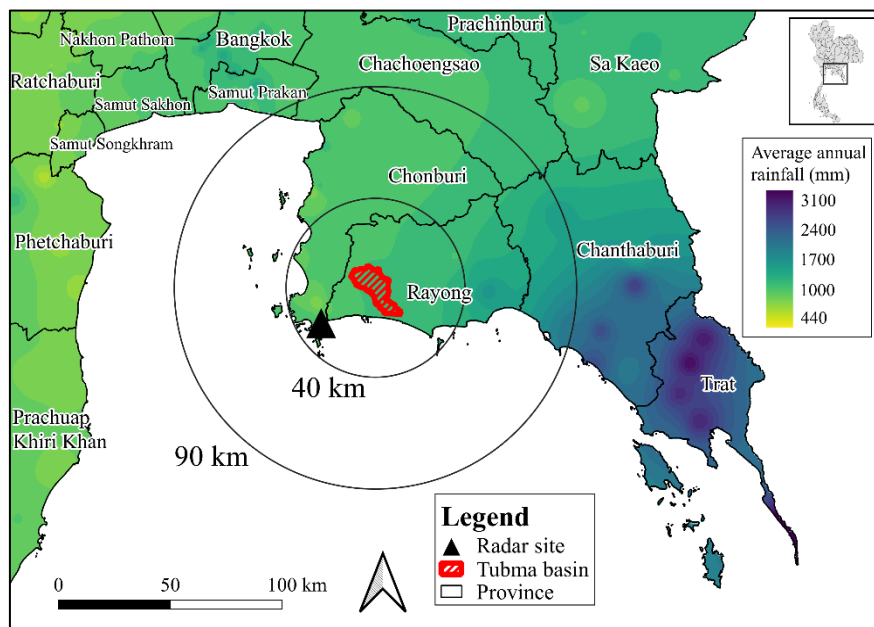 Nakhon Pathom
Bangkok
Prachinburi
Ratchaburi
Chachoengsao
Sa Kaeo
Samut Sakhon
Samut Prakan
Samut Songkhram
Average annual
rainfall (mm)
3100
2400
1700
1000
440
Chonburi
Phetchaburi
Chanthaburi
Rayong
40 km
Trat
Prachuap
Khiri Khan
90 km
Legend
Radar site
Tubma basin
Province
0
50
100 km